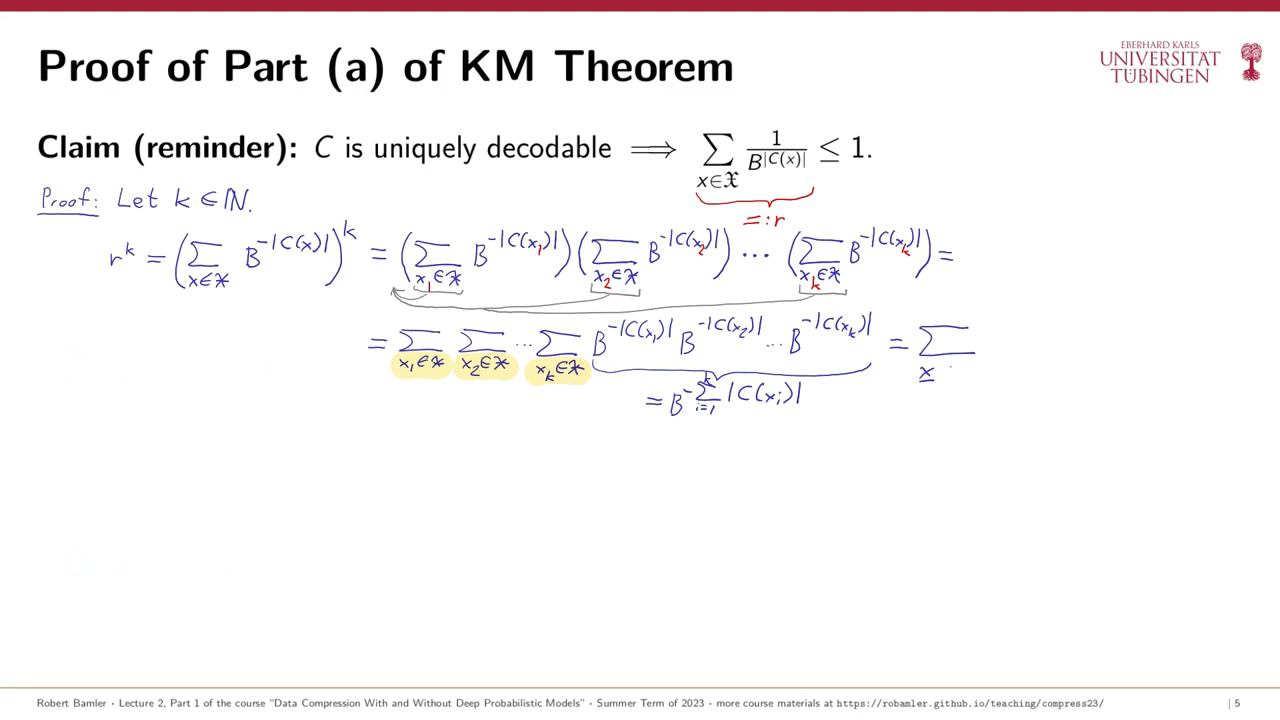 Proof of Part (a) of KM Theorem
EBERHARD KARLS
UNIVERSITÄT
TÜBINGEN
Claim (reminder): C is uniquely decodable ⟹ ∑_{x∈𝔛} 1/B^{|C(x)|} ≤ 1.
Proof: Let k ∈ ℕ.
=: r
r^k = (∑_{x∈𝔛} B^{-|C(x)|})^k = (∑_{x_1∈𝔛} B^{-|C(x_1)|}) (∑_{x_2∈𝔛} B^{-|C(x_2)|}) ··· (∑_{x_k∈𝔛} B^{-|C(x_k)|}) =
= ∑_{x_1∈𝔛} ∑_{x_2∈𝔛} ··· ∑_{x_k∈𝔛} B^{-|C(x_1)|} B^{-|C(x_2)|} ··· B^{-|C(x_k)|} = ∑_{x
= B^{-∑_{i=1}^{k} |C(x_i)|}
Robert Bamler · Lecture 2, Part 1 of the course "Data Compression With and Without Deep Probabilistic Models" · Summer Term of 2023 · more course materials at https://robamler.github.io/teaching/compress23/ | 5